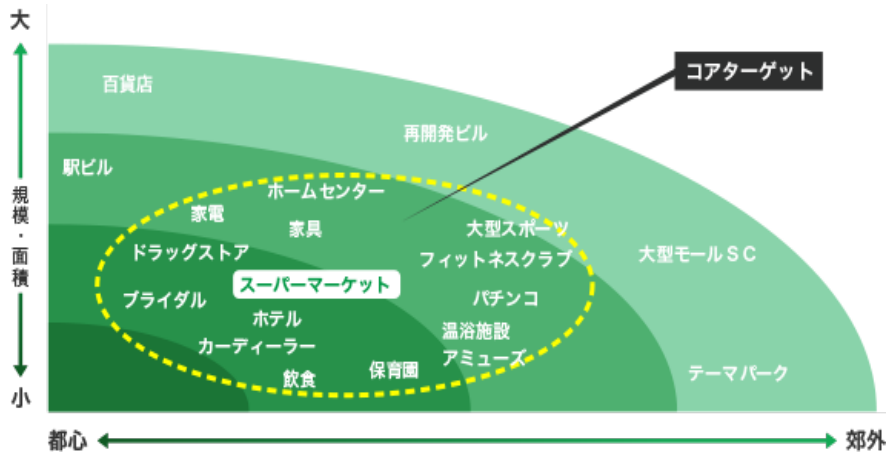 大
百貨店
コアターゲット
再開発ビル
駅ビル
ホームセンター
家電
家具
大型スポーツ
ドラッグストア
フィットネスクラブ
大型モールSC
規模・面積
スーパーマーケット
ブライダル
パチンコ
ホテル
温浴施設
カーディーラー
アミューズ
保育園
テーマパーク
飲食
小
都心
郊外